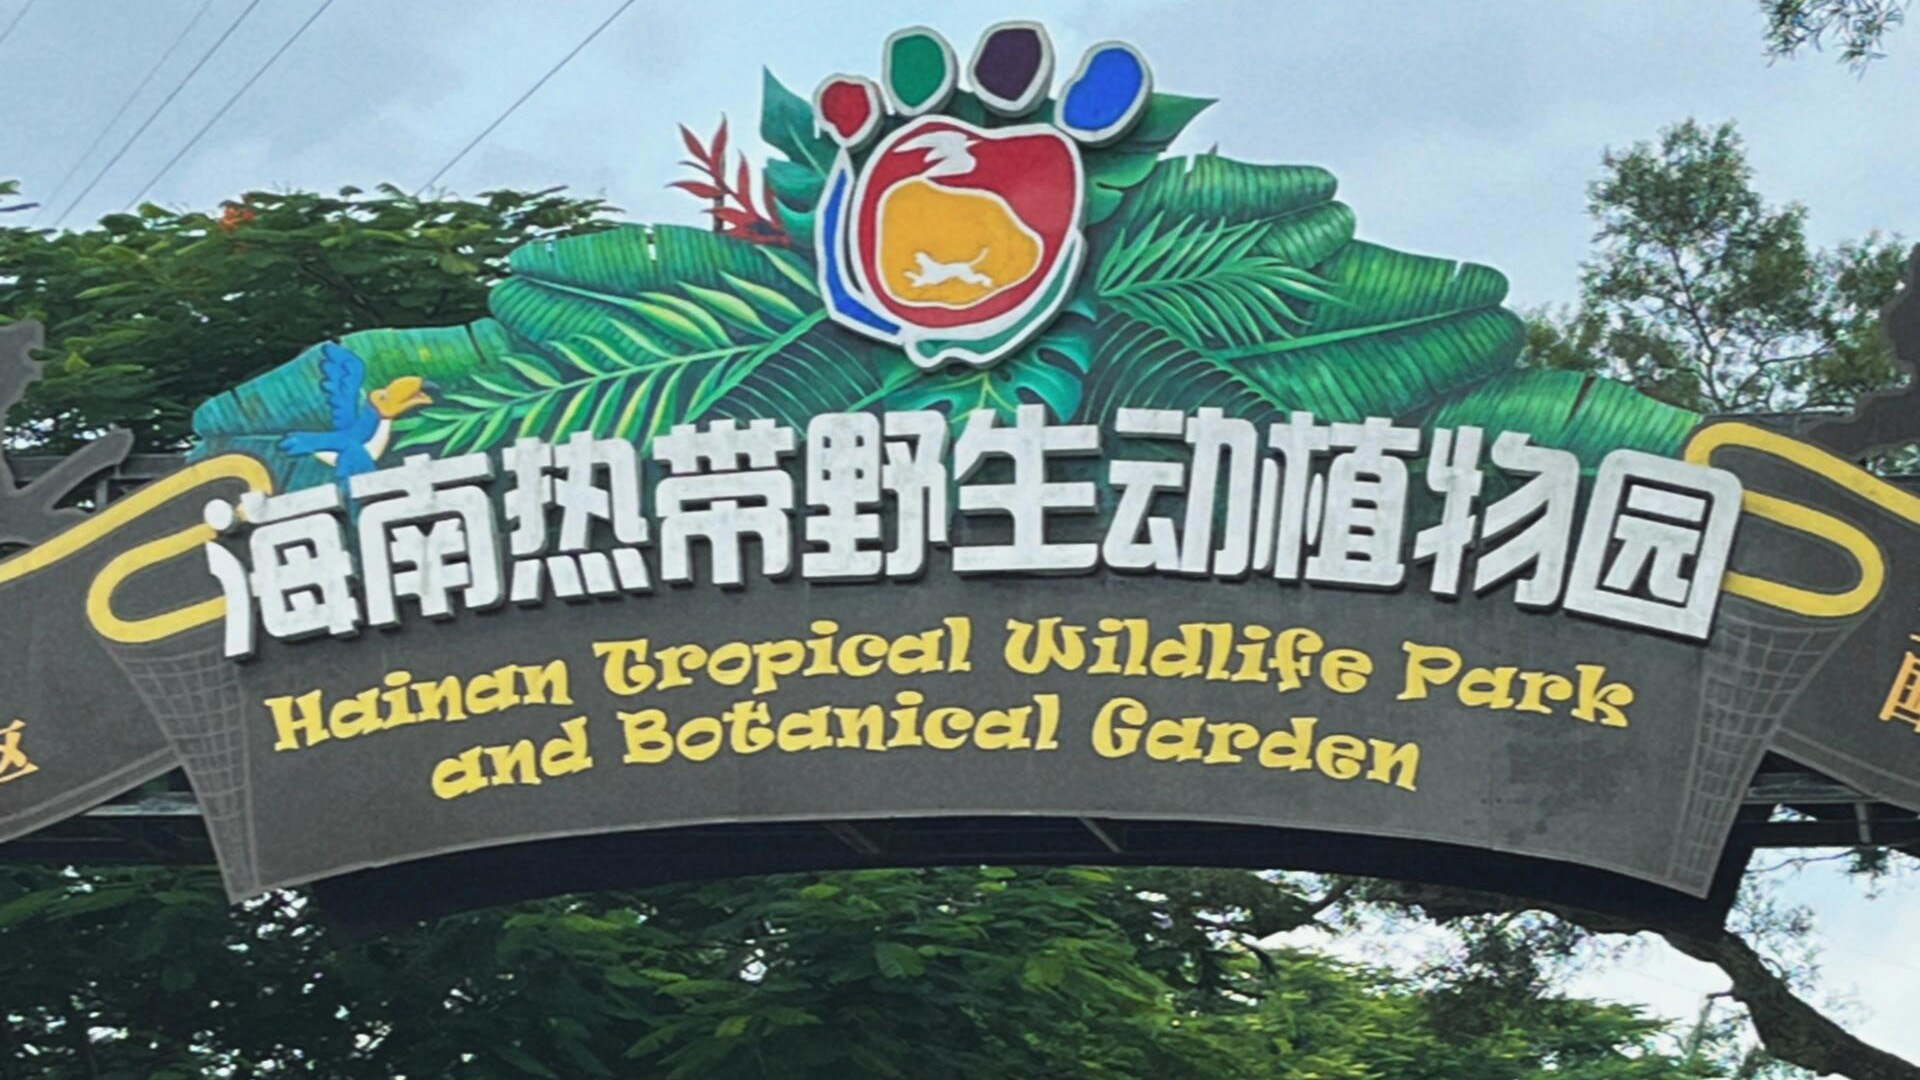 海南热带野生动植物园
Hainan Tropical Wildlife Park
and Botanical Garden